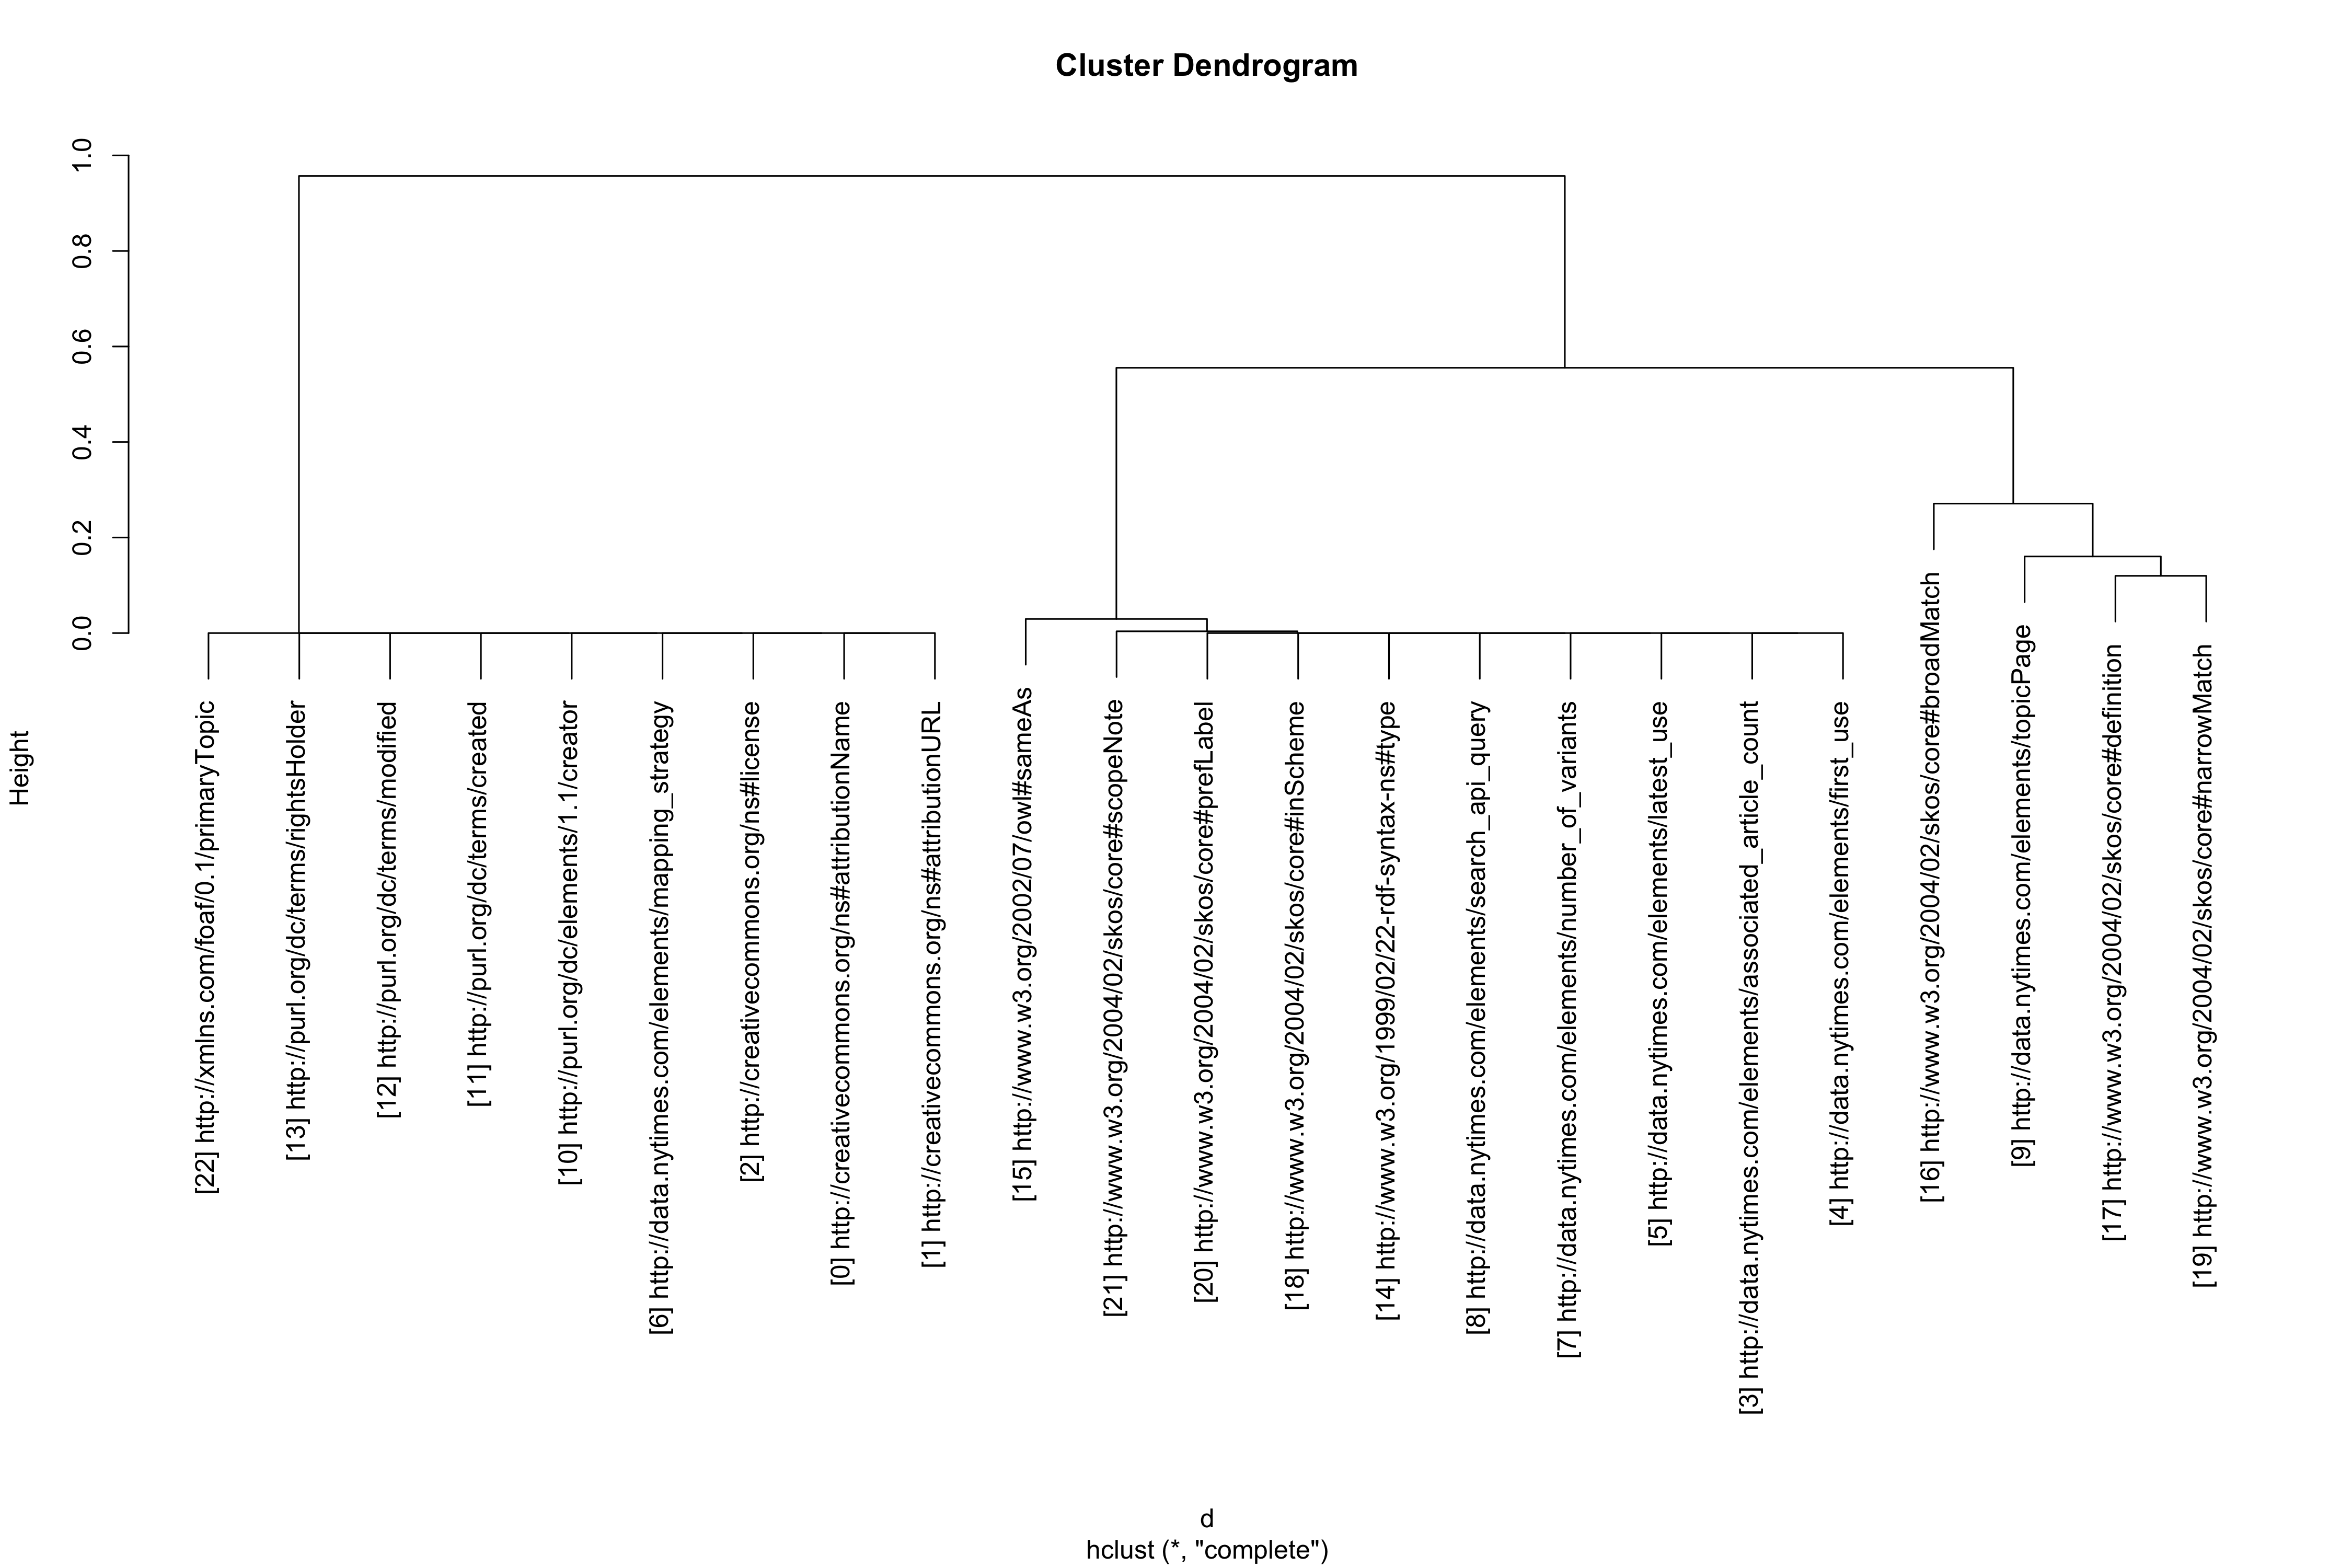 Cluster Dendrogram
1.0
0.8
0.6
0.4
0.2
0.0
Height
[22] http://xmlns.com/foaf/0.1/primaryTopic
[13] http://purl.org/dc/terms/rightsHolder
[12] http://purl.org/dc/terms/modified
[11] http://purl.org/dc/terms/created
[10] http://purl.org/dc/elements/1.1/creator
[6] http://data.nytimes.com/elements/mapping_strategy
[2] http://creativecommons.org/ns#license
[0] http://creativecommons.org/ns#attributionName
[1] http://creativecommons.org/ns#attributionURL
[15] http://www.w3.org/2002/07/owl#sameAs
[21] http://www.w3.org/2004/02/skos/core#scopeNote
[20] http://www.w3.org/2004/02/skos/core#prefLabel
[18] http://www.w3.org/2004/02/skos/core#inScheme
[14] http://www.w3.org/1999/02/22-rdf-syntax-ns#type
[8] http://data.nytimes.com/elements/search_api_query
[7] http://data.nytimes.com/elements/number_of_variants
[5] http://data.nytimes.com/elements/latest_use
[3] http://data.nytimes.com/elements/associated_article_count
[4] http://data.nytimes.com/elements/first_use
[16] http://www.w3.org/2004/02/skos/core#broadMatch
[9] http://data.nytimes.com/elements/topicPage
[17] http://www.w3.org/2004/02/skos/core#definition
[19] http://www.w3.org/2004/02/skos/core#narrowMatch
d
hclust (*, "complete")